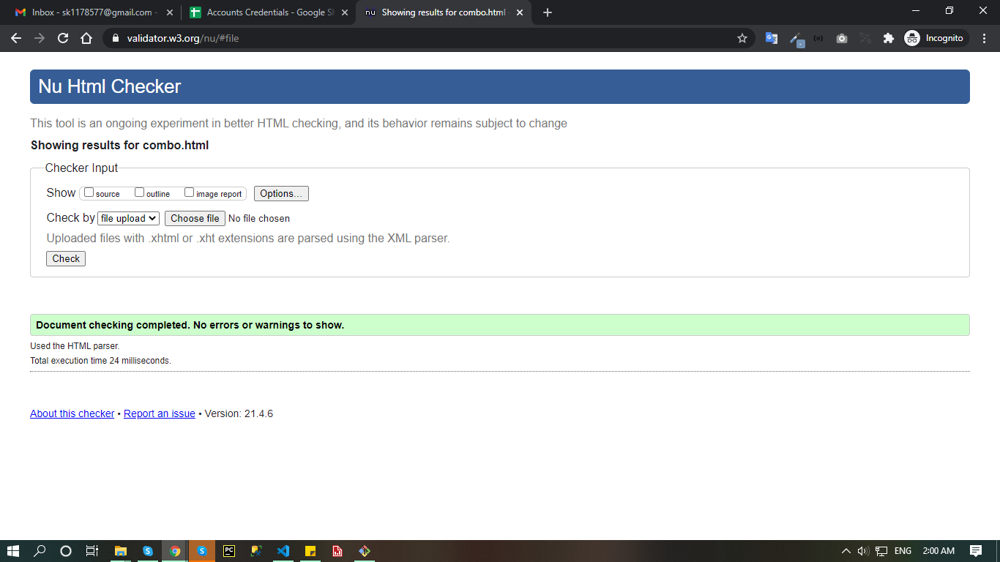 Inbox - sk1178577@gmail.com -
Accounts Credentials - Google Sh
nu Showing results for combo.html -
validator.w3.org/nu/#file
Incognito
Nu Html Checker
This tool is an ongoing experiment in better HTML checking, and its behavior remains subject to change
Showing results for combo.html
Checker Input
Show source outline image report Options...
Check by file upload Choose file No file chosen
Uploaded files with .xhtml or .xht extensions are parsed using the XML parser.
Check
Document checking completed. No errors or warnings to show.
Used the HTML parser.
Total execution time 24 milliseconds.
About this checker • Report an issue • Version: 21.4.6
PC
ENG 2:00 AM